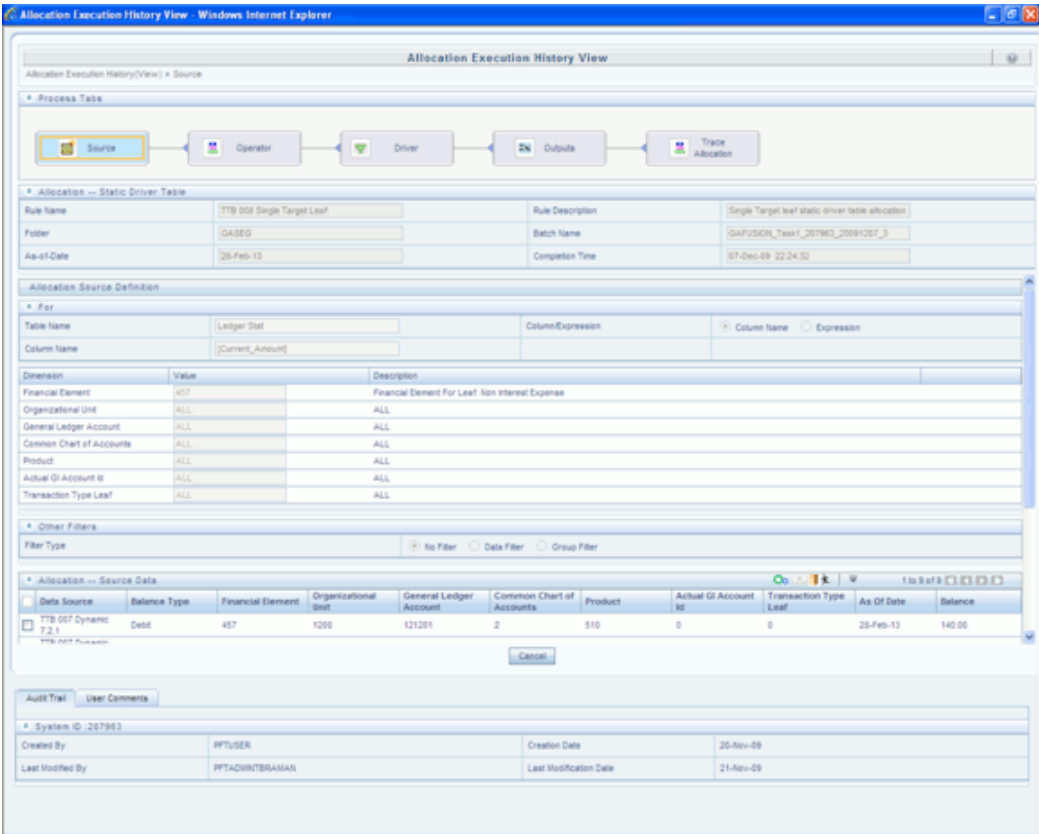 Allocation Execution History View - Windows Internet Explorer
Allocation Execution History View
Allocation Execution History(View) » Source
Process Tabs
Source Operator Driver Outputs Trace Allocation
Allocation -- Static Driver Table
Rule Name TTB 008 Single Target Leaf Rule Description Single Target leaf static driver table allocation
Folder GASEG Batch Name GAFUSION_Task1_207963_20091207_3
As-of-Date 28-Feb-13 Completion Time 07-Dec-09 22:24:32
Allocation Source Definition
For
Table Name Ledger Stat Column/Expression Column Name Expression
Column Name [Current_Amount]
Dimension Value Description
Financial Element 457 Financial Element For Leaf: Non Interest Expense
Organizational Unit ALL ALL
General Ledger Account ALL ALL
Common Chart of Accounts ALL ALL
Product ALL ALL
Actual Gl Account Id ALL ALL
Transaction Type Leaf ALL ALL
Other Filters
Filter Type No Filter Data Filter Group Filter
Allocation -- Source Data 1 to 9 of 9
Data Source Balance Type Financial Element Organizational Unit General Ledger Account Common Chart of Accounts Product Actual Gl Account Id Transaction Type Leaf As Of Date Balance
TTB 007 Dynamic 7.2.1 Debit 457 1200 121201 2 510 0 0 28-Feb-13 140.00
TTB 007 Dynamic
Cancel
Audit Trail User Comments
System ID :207963
Created By PFTUSER Creation Date 20-Nov-09
Last Modified By PFTADMINTBRAMAN Last Modification Date 21-Nov-09